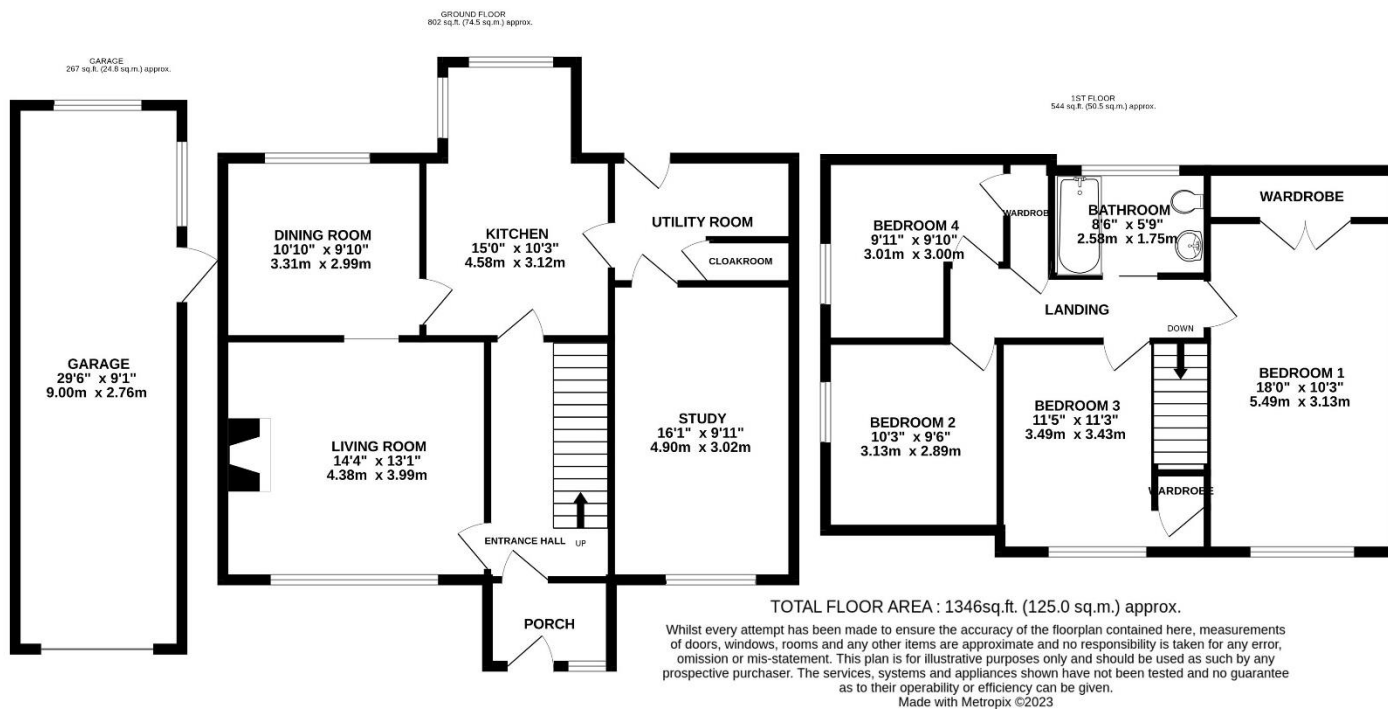 GROUND FLOOR
802 sq.ft. (74.5 sq.m.) approx.
GARAGE
267 sq.ft. (24.8 sq.m.) approx.
1ST FLOOR
544 sq.ft. (50.5 sq.m.) approx.
GARAGE
29'6" x 9'1"
9.00m x 2.76m
DINING ROOM
10'10" x 9'10"
3.31m x 2.99m
KITCHEN
15'0" x 10'3"
4.58m x 3.12m
UTILITY ROOM
CLOAKROOM
LIVING ROOM
14'4" x 13'1"
4.38m x 3.99m
STUDY
16'1" x 9'11"
4.90m x 3.02m
ENTRANCE HALL
UP
PORCH
BEDROOM 4
9'11" x 9'10"
3.01m x 3.00m
WARDROBE
BATHROOM
8'6" x 5'9"
2.58m x 1.75m
WARDROBE
LANDING
DOWN
BEDROOM 1
18'0" x 10'3"
5.49m x 3.13m
BEDROOM 2
10'3" x 9'6"
3.13m x 2.89m
BEDROOM 3
11'5" x 11'3"
3.49m x 3.43m
WARDROBE
TOTAL FLOOR AREA : 1346sq.ft. (125.0 sq.m.) approx.
Whilst every attempt has been made to ensure the accuracy of the floorplan contained here, measurements
of doors, windows, rooms and any other items are approximate and no responsibility is taken for any error,
omission or mis-statement. This plan is for illustrative purposes only and should be used as such by any
prospective purchaser. The services, systems and appliances shown have not been tested and no guarantee
as to their operability or efficiency can be given.
Made with Metropix ©2023